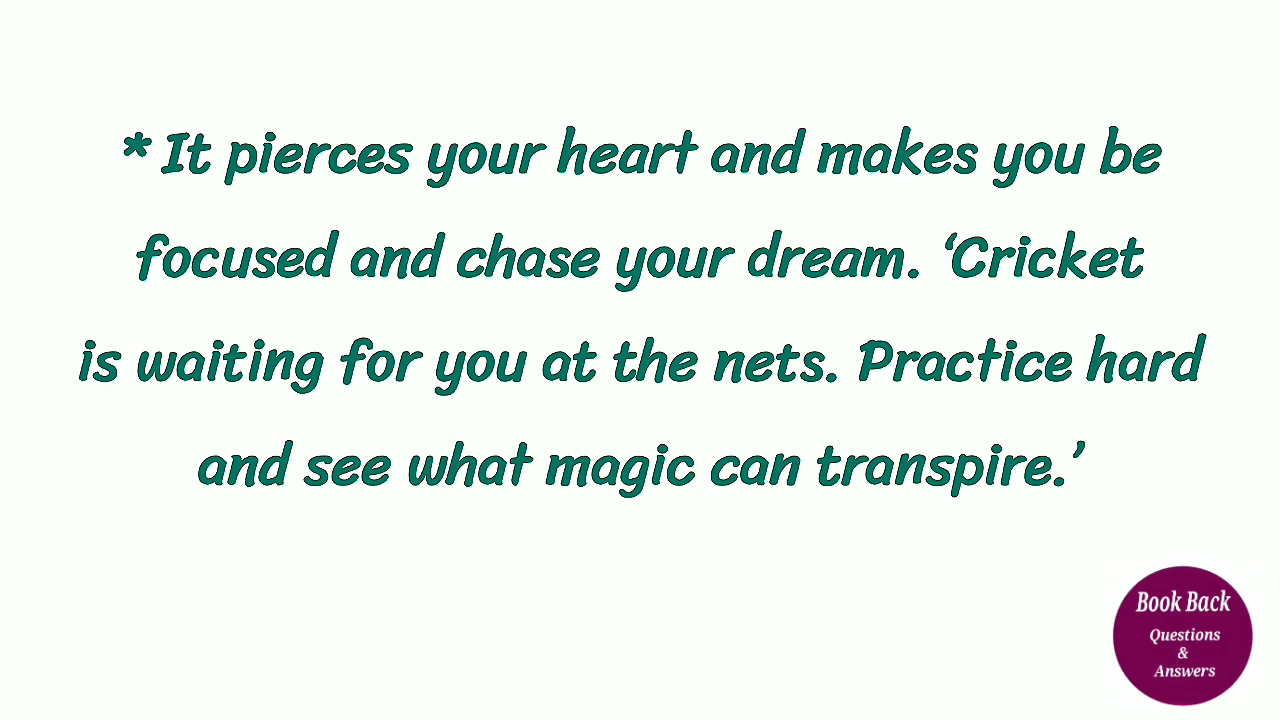 * It pierces your heart and makes you be
focused and chase your dream. ‘Cricket
is waiting for you at the nets. Practice hard
and see what magic can transpire.’
Book Back
Questions
&
Answers